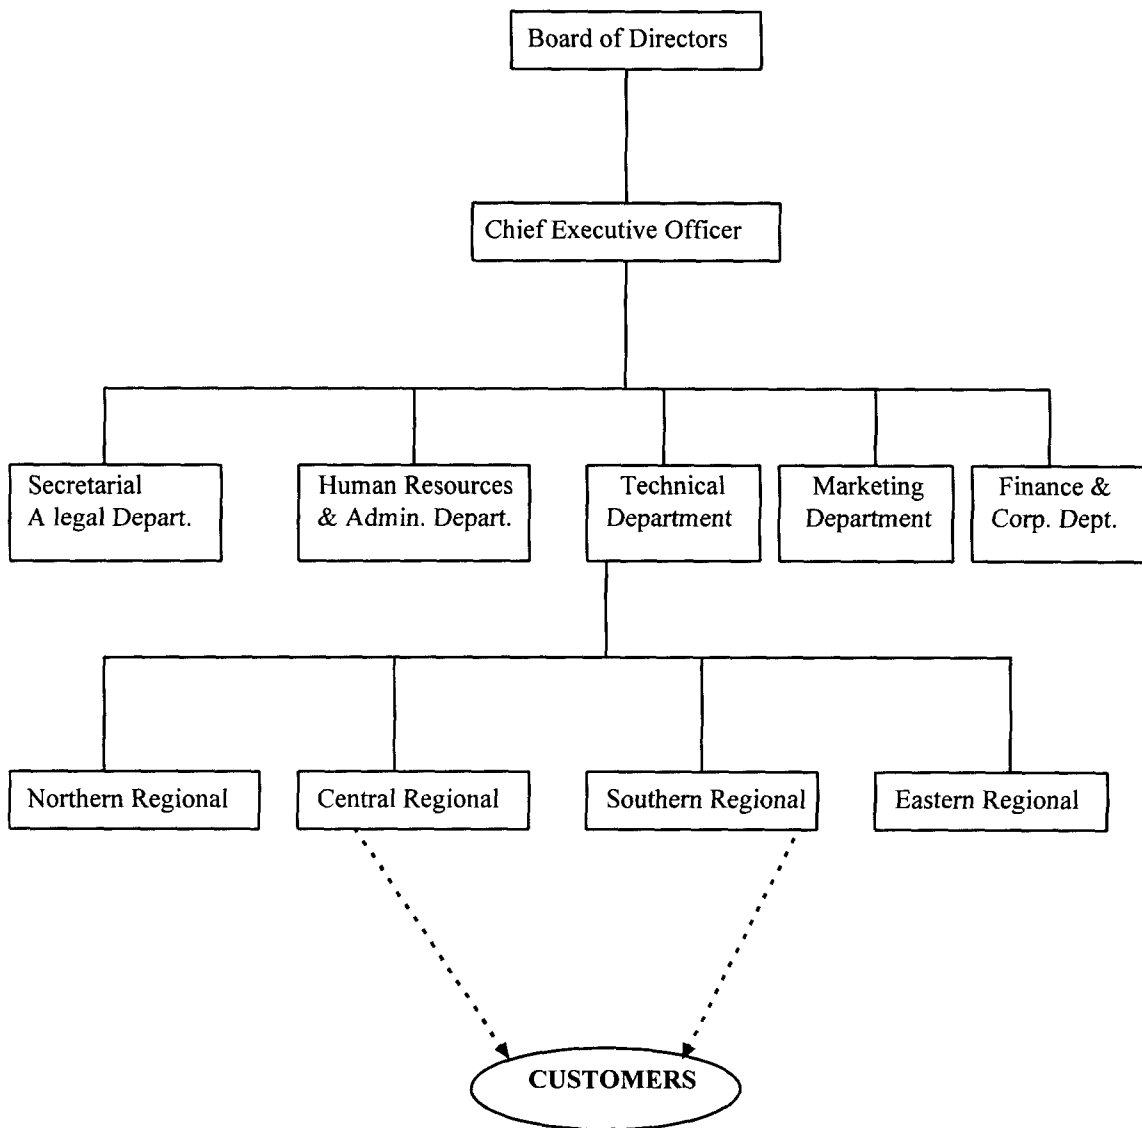 Board of Directors
Chief Executive Officer
Secretarial
A legal Depart.
Human Resources
& Admin. Depart.
Technical
Department
Marketing
Department
Finance &
Corp. Dept.
Northern Regional
Central Regional
Southern Regional
Eastern Regional
CUSTOMERS